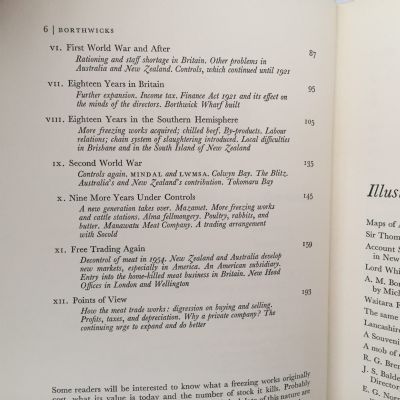 6 | BORTHWICKS
VI. First World War and After 87
Rationing and staff shortage in Britain. Other problems in
Australia and New Zealand. Controls, which continued until 1921
VII. Eighteen Years in Britain 95
Further expansion. Income tax. Finance Act 1921 and its effect on
the minds of the directors. Borthwick Wharf built
VIII. Eighteen Years in the Southern Hemisphere 105
More freezing works acquired; chilled beef. By-products. Labour
relations; chain system of slaughtering introduced. Local difficulties
in Brisbane and in the South Island of New Zealand
IX. Second World War 135
Controls again. MINDAL and LWMSA. Colwyn Bay. The Blitz.
Australia's and New Zealand's contribution. Tokomaru Bay
X. Nine More Years Under Controls 145
A new generation takes over. Mazamet. More freezing works
and cattle stations. Alma fellmongery. Poultry, rabbits, and
butter. Manawatu Meat Company. A trading arrangement
with Socold
XI. Free Trading Again 159
Decontrol of meat in 1954. New Zealand and Australia develop
new markets, especially in America. An American subsidiary.
Entry into the home-killed meat business in Britain. New Head
Offices in London and Wellington
XII. Points of View 193
How the meat trade works: digression on buying and selling.
Profits, taxes, and depreciation. Why a private company? The
continuing urge to expand and do better
Some readers will be interested to know what a freezing works originally
cost, what its value is today and the number of stock it kills. Probably
of this nature are
Illus
Maps of
Sir Thom
Account S
in New
Lord Whi
A. M. Bor
by Mich
Waitara F
The same
Lancashire
A Souvenir
A mob of
R. G. Bren
J. S. Balde
Director
E. G. Norr